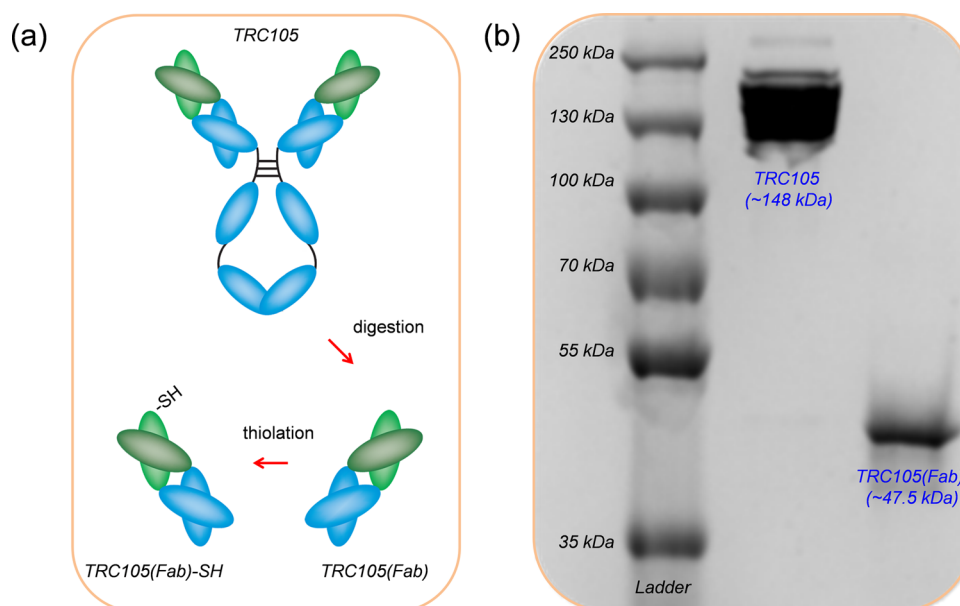 (a)
TRC105
digestion
-SH
thiolation
TRC105(Fab)-SH
TRC105(Fab)
(b)
250 kDa
130 kDa
100 kDa
70 kDa
55 kDa
35 kDa
Ladder
TRC105
(~148 kDa)
TRC105(Fab)
(~47.5 kDa)